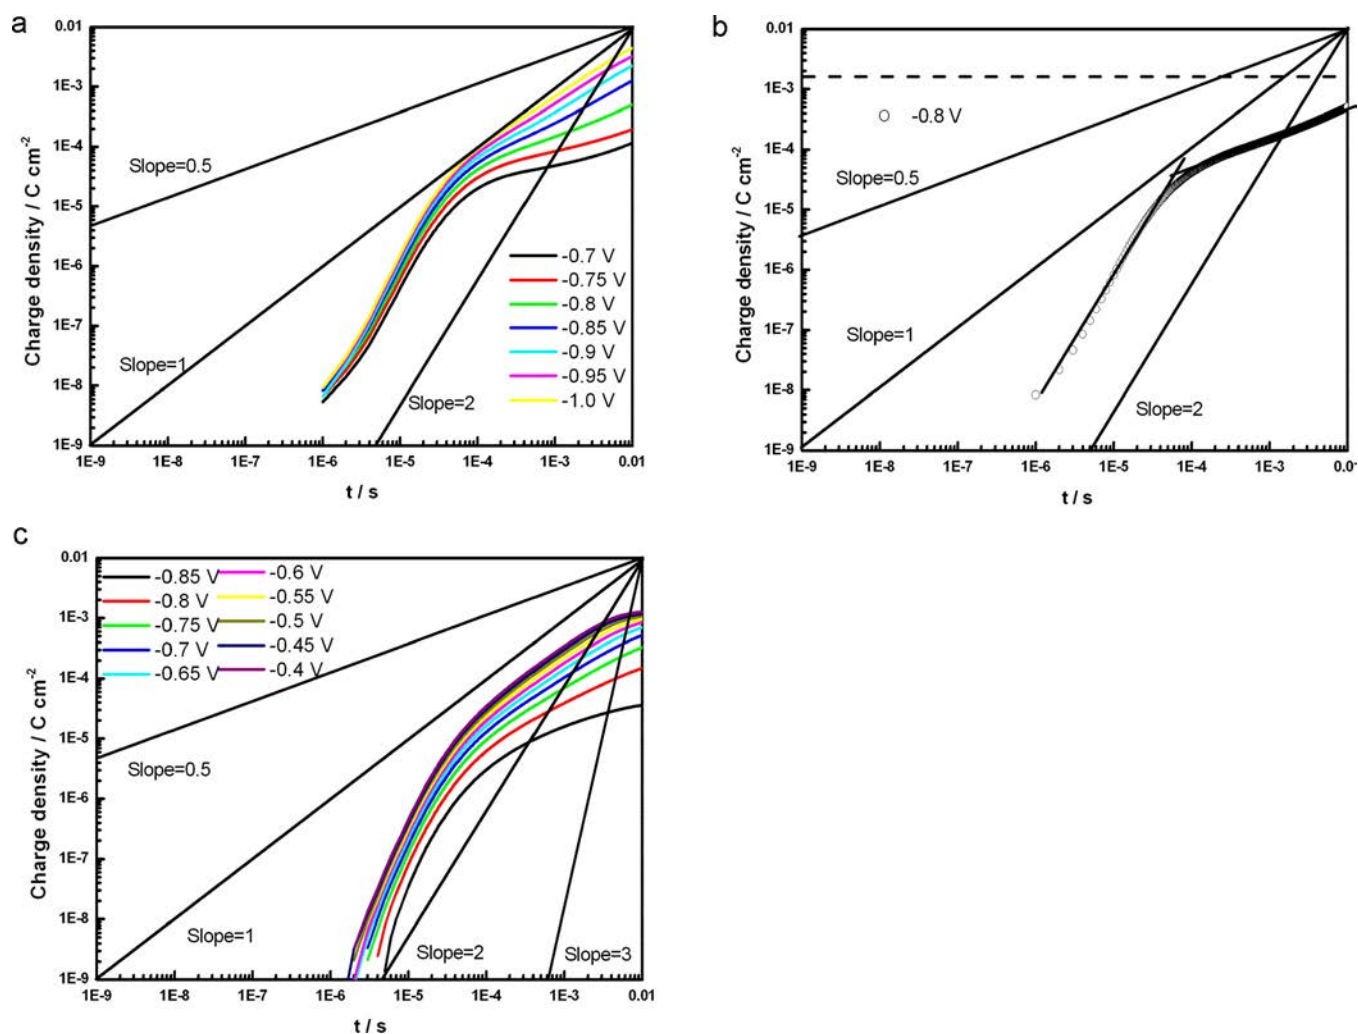 a
0.01
1E-3
1E-4
1E-5
1E-6
1E-7
1E-8
1E-9
Charge density / C cm-2
Slope=0.5
Slope=1
Slope=2
-0.7 V
-0.75 V
-0.8 V
-0.85 V
-0.9 V
-0.95 V
-1.0 V
1E-9 1E-8 1E-7 1E-6 1E-5 1E-4 1E-3 0.01
t / s
b
0.01
1E-3
1E-4
1E-5
1E-6
1E-7
1E-8
1E-9
Charge density / C cm-2
-0.8 V
Slope=0.5
Slope=1
Slope=2
1E-9 1E-8 1E-7 1E-6 1E-5 1E-4 1E-3 0.01
t / s
c
0.01
1E-3
1E-4
1E-5
1E-6
1E-7
1E-8
1E-9
Charge density / C cm-2
-0.85 V
-0.8 V
-0.75 V
-0.7 V
-0.65 V
-0.6 V
-0.55 V
-0.5 V
-0.45 V
-0.4 V
Slope=0.5
Slope=1
Slope=2
Slope=3
1E-9 1E-8 1E-7 1E-6 1E-5 1E-4 1E-3 0.01
t / s